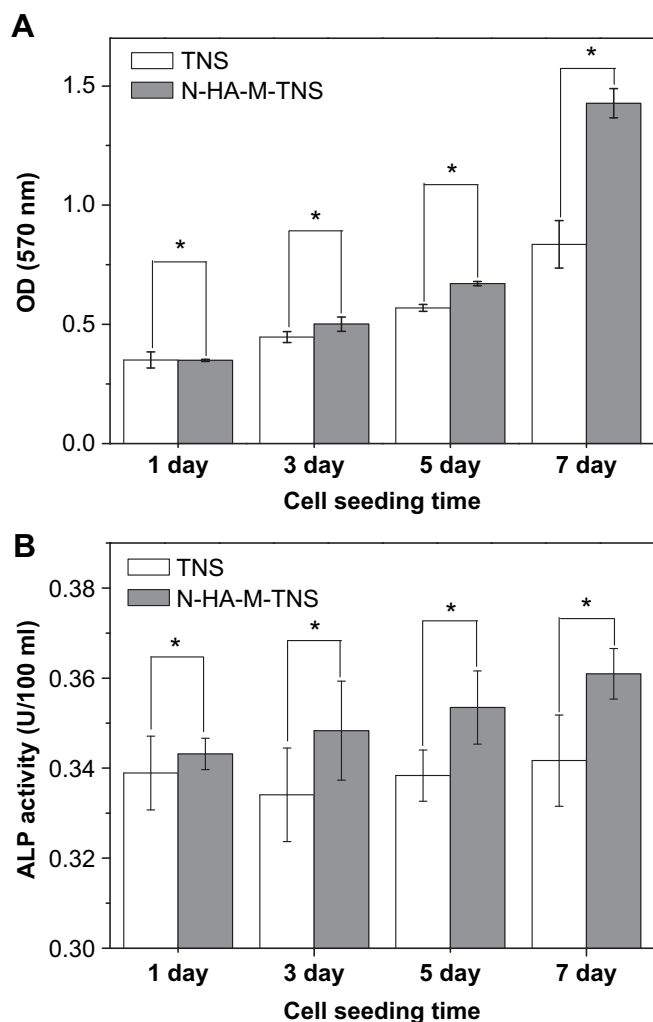 A
TNS
N-HA-M-TNS
*
*
*
*
1.5
1.0
0.5
0.0
OD (570 nm)
1 day 3 day 5 day 7 day
Cell seeding time
B
TNS
N-HA-M-TNS
*
*
*
*
0.38
0.36
0.34
0.32
0.30
ALP activity (U/100 ml)
1 day 3 day 5 day 7 day
Cell seeding time